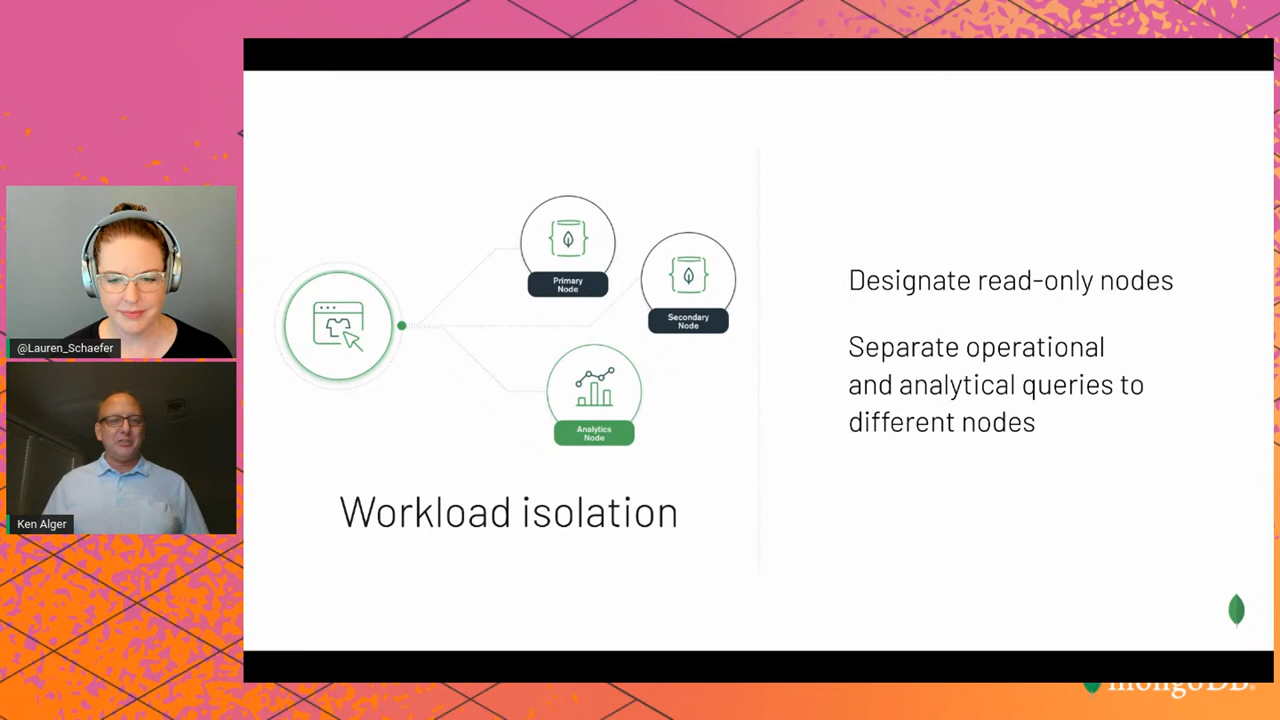 @Lauren_Schaefer
Ken Alger
Primary
Node
Secondary
Node
Analytics
Node
Workload isolation
Designate read-only nodes
Separate operational
and analytical queries to
different nodes
mongoDB®